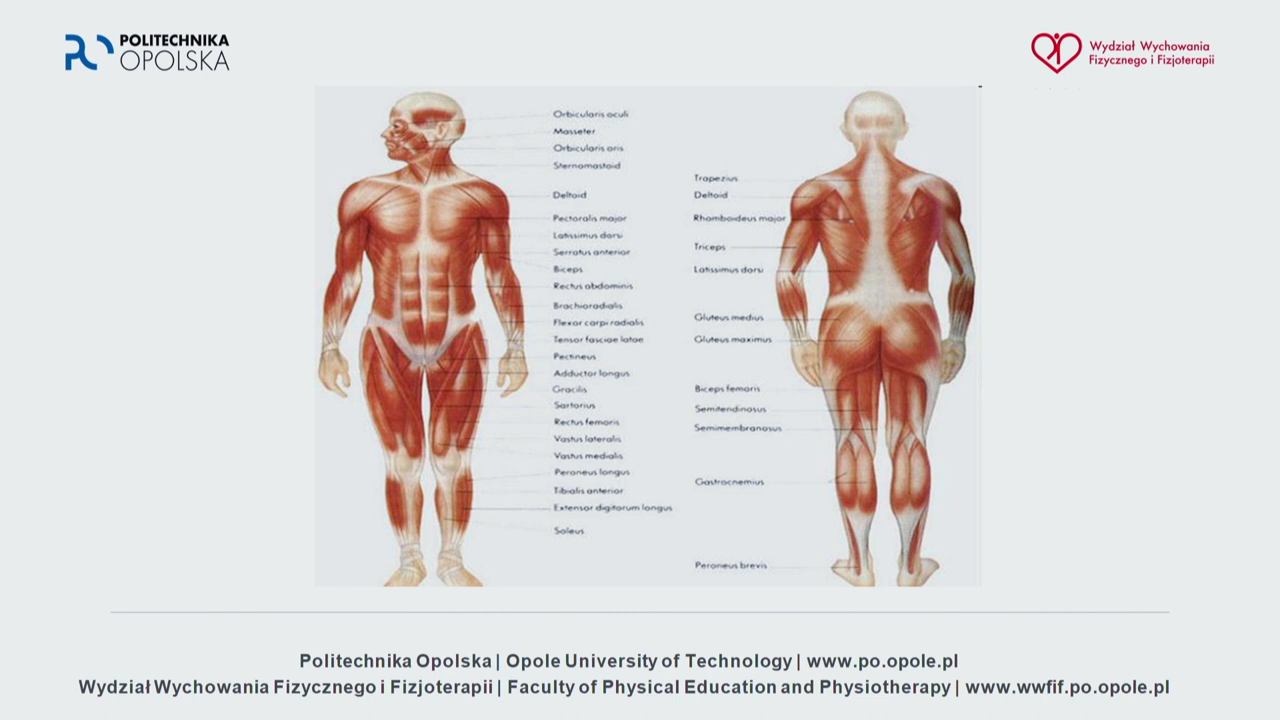 POLITECHNIKA
OPOLSKA
Wydział Wychowania
Fizycznego i Fizjoterapii
Orbicularis oculi
Masseter
Orbicularis oris
Sternomastoid
Deltoid
Pectoralis major
Latissimus dorsi
Serratus anterior
Biceps
Rectus abdominis
Brachioradialis
Flexor carpi radialis
Tensor fasciae latae
Pectineus
Adductor longus
Gracilis
Sartorius
Rectus femoris
Vastus lateralis
Vastus medialis
Peroneus longus
Tibialis anterior
Extensor digitorum longus
Soleus
Trapezius
Deltoid
Rhomboideus major
Triceps
Latissimus dorsi
Gluteus medius
Gluteus maximus
Biceps femoris
Semitendinosus
Semimembranosus
Gastrocnemius
Peroneus brevis
Politechnika Opolska | Opole University of Technology | www.po.opole.pl
Wydział Wychowania Fizycznego i Fizjoterapii | Faculty of Physical Education and Physiotherapy | www.wwfif.po.opole.pl